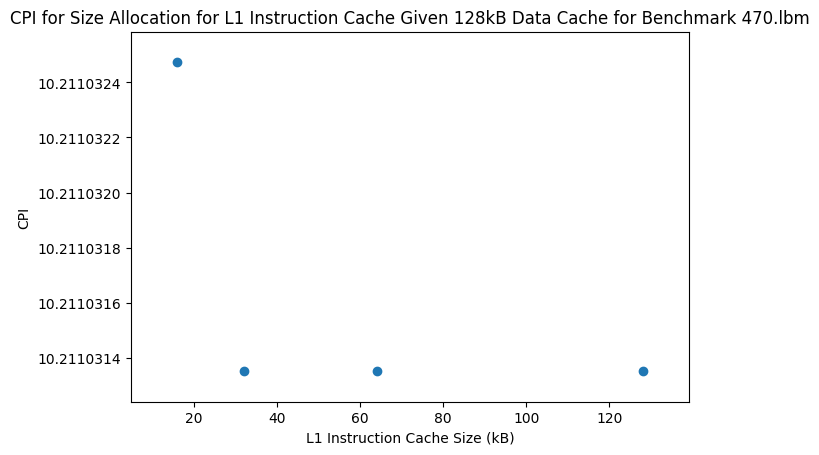 CPI for Size Allocation for L1 Instruction Cache Given 128kB Data Cache for Benchmark 470.lbm
10.2110324
10.2110322
10.2110320
10.2110318
10.2110316
10.2110314
CPI
20 40 60 80 100 120
L1 Instruction Cache Size (kB)